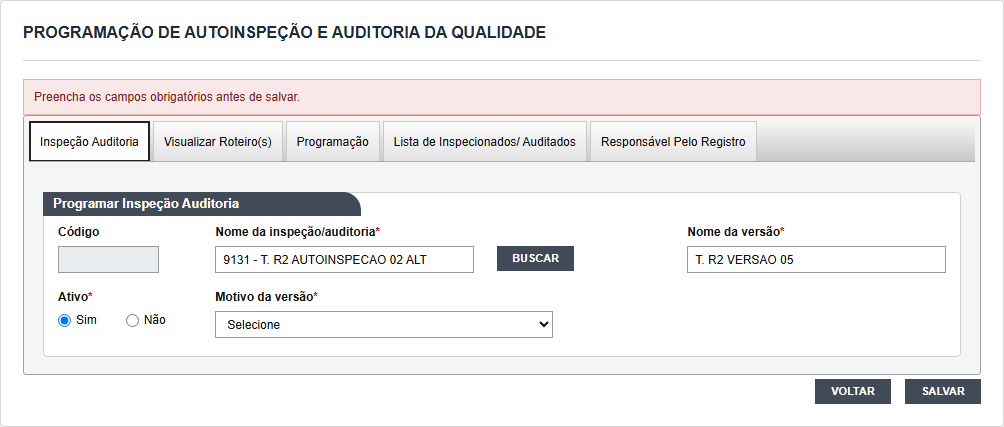 PROGRAMAÇÃO DE AUTOINSPEÇÃO E AUDITORIA DA QUALIDADE
Preencha os campos obrigatórios antes de salvar.
Inspeção Auditoria Visualizar Roteiro(s) Programação Lista de Inspecionados/ Auditados Responsável Pelo Registro
Programar Inspeção Auditoria
Código Nome da inspeção/auditoria* Nome da versão*
9131 - T. R2 AUTOINSPECAO 02 ALT BUSCAR T. R2 VERSAO 05
Ativo* Motivo da versão*
Sim Não Selecione
VOLTAR SALVAR